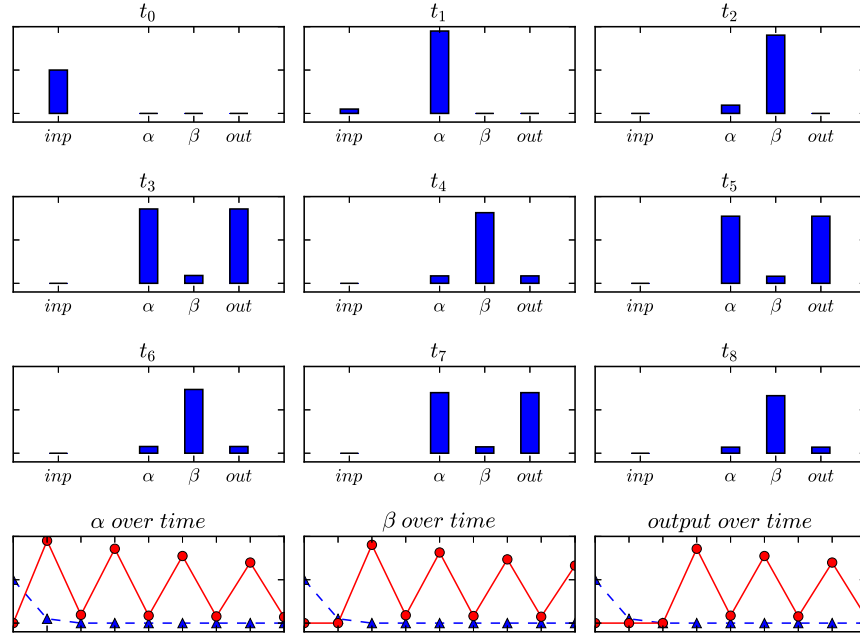 t₀ t₁ t₂
inp α β out inp α β out inp α β out
t₃ t₄ t₅
inp α β out inp α β out inp α β out
t₆ t₇ t₈
inp α β out inp α β out inp α β out
α over time β over time output over time